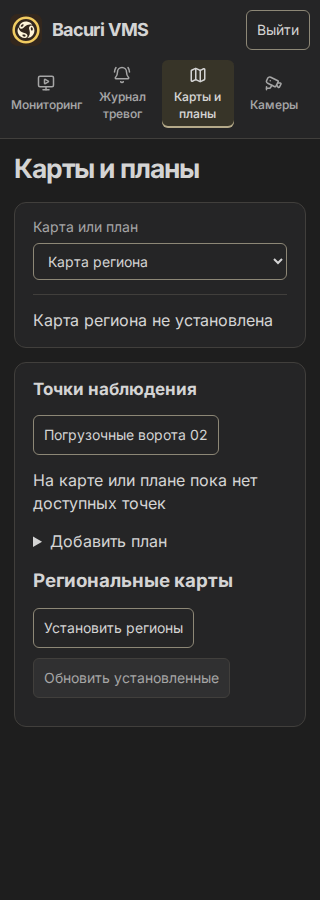 Bacuri VMS
Выйти
Мониторинг
Журнал
тревог
Карты и
планы
Камеры
Карты и планы
Карта или план
Карта региона
Карта региона не установлена
Точки наблюдения
Погрузочные ворота 02
На карте или плане пока нет
доступных точек
Добавить план
Региональные карты
Установить регионы
Обновить установленные